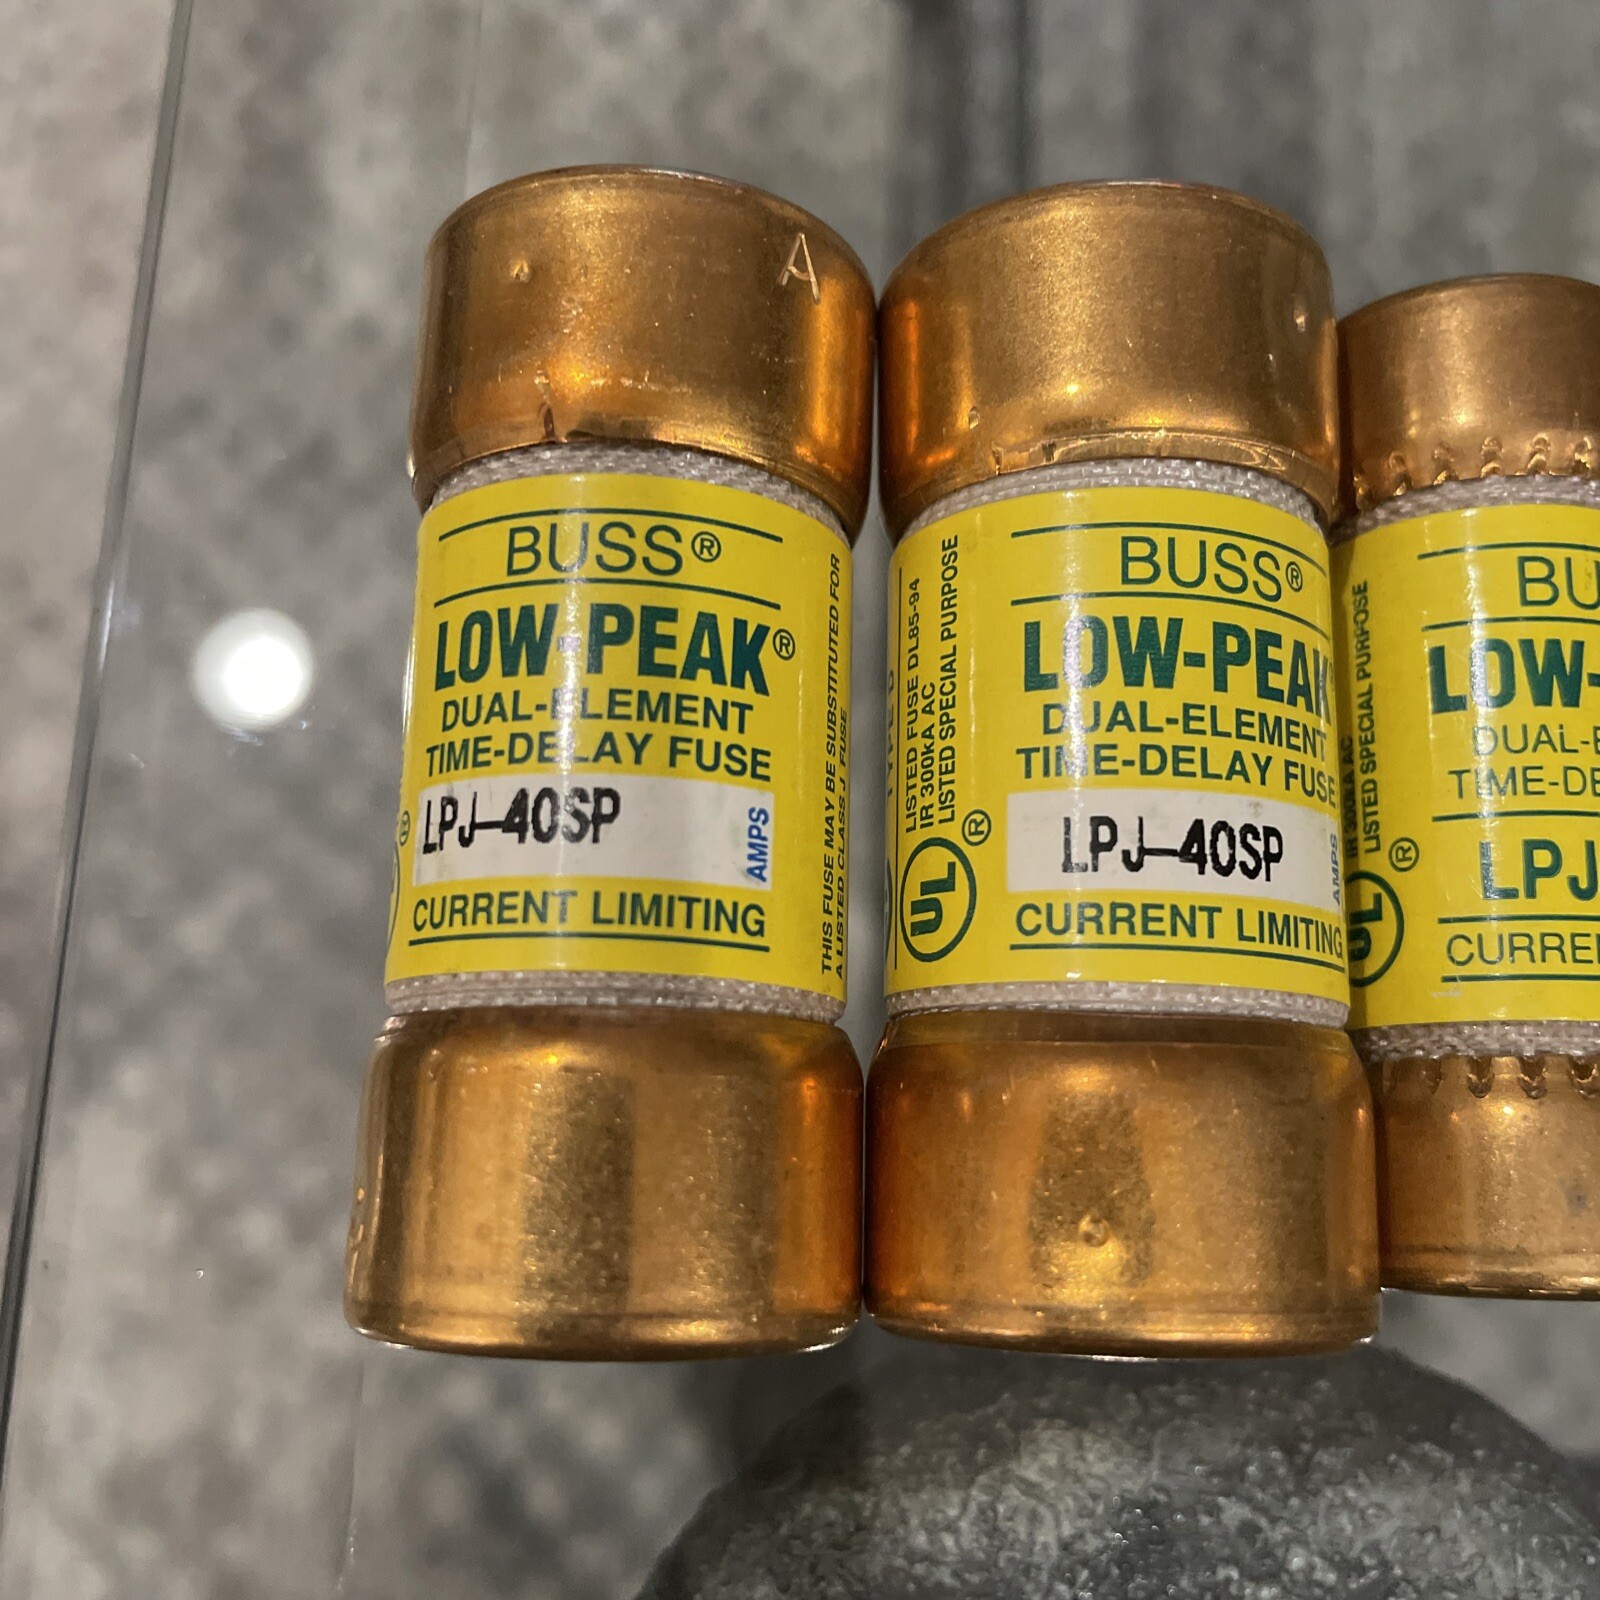 A
BUSS®
LOW-PEAK®
DUAL-ELEMENT
TIME-DELAY FUSE
LPJ-40SP
AMPS
CURRENT LIMITING
THIS FUSE MAY BE SUBSTITUTED FOR
A LISTED CLASS J FUSE
®
LISTED FUSE DL85-94
IR 300kA AC
LISTED SPECIAL PURPOSE
UL
®
BUSS®
LOW-PEAK
DUAL-ELEMENT
TIME-DELAY FUSE
LPJ-40SP
AMPS
CURRENT LIMITING
IR 300kA AC
LISTED SPECIAL PURPOSE
UL
®
BU
LOW-
DUAL-E
TIME-DE
LPJ
CURRE